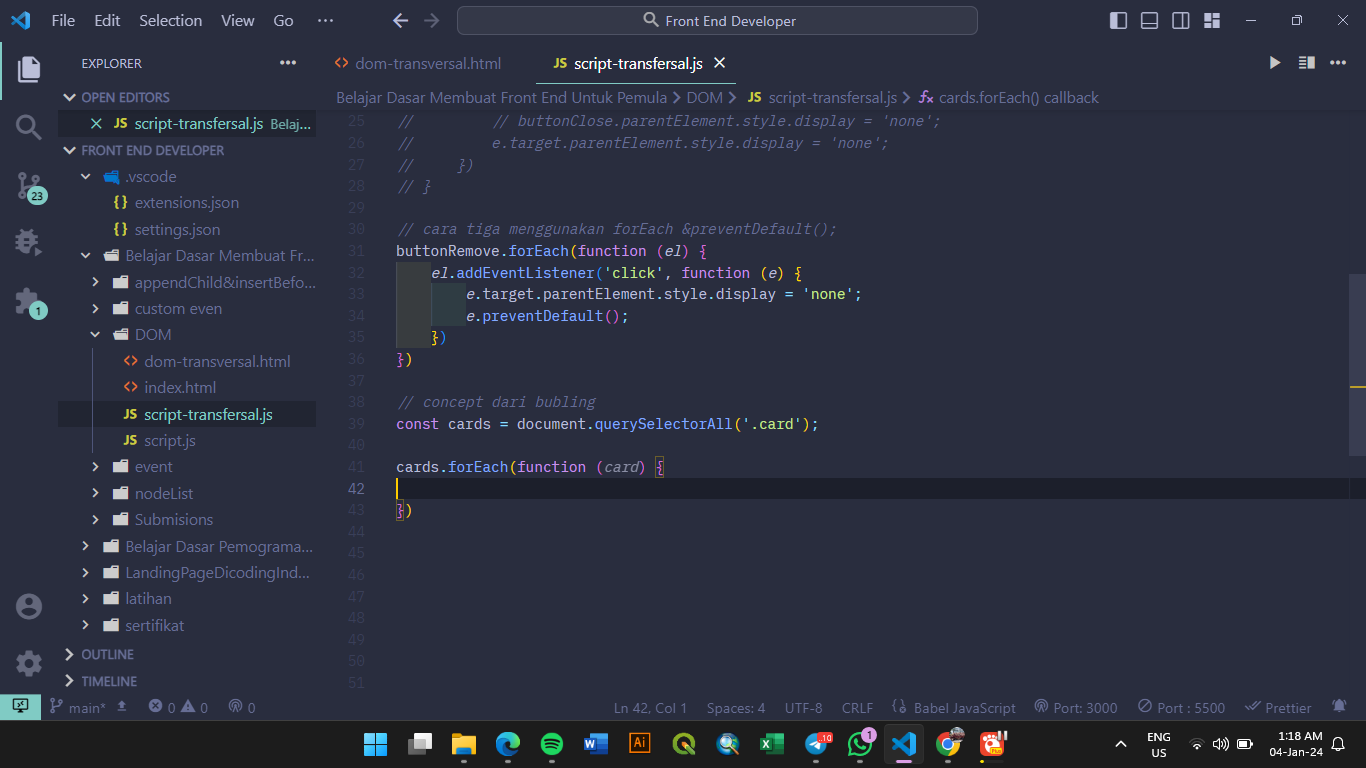 File Edit Selection View Go ···
Front End Developer
EXPLORER
OPEN EDITORS
JS script-transfersal.js Belaj...
FRONT END DEVELOPER
.vscode
{} extensions.json
{} settings.json
Belajar Dasar Membuat Fr...
appendChild&insertBefo...
custom even
DOM
<> dom-transversal.html
<> index.html
JS script-transfersal.js
JS script.js
event
nodeList
Submisions
Belajar Dasar Pemograma...
LandingPageDicodingInd...
latihan
sertifikat
OUTLINE
TIMELINE
23
1
<> dom-transversal.html
JS script-transfersal.js
Belajar Dasar Membuat Front End Untuk Pemula > DOM > JS script-transfersal.js > cards.forEach() callback
25 // // buttonClose.parentElement.style.display = 'none';
26 // e.target.parentElement.style.display = 'none';
27 // })
28 // }
29
30 // cara tiga menggunakan forEach &preventDefault();
31 buttonRemove.forEach(function (el) {
32 el.addEventListener('click', function (e) {
33 e.target.parentElement.style.display = 'none';
34 e.preventDefault();
35 })
36 })
37
38 // concept dari bubling
39 const cards = document.querySelectorAll('.card');
40
41 cards.forEach(function (card) {
42
43 })
44
45
46
47
48
49
50
51
main* 0 0 0
Ln 42, Col 1 Spaces: 4 UTF-8 CRLF Babel JavaScript Port: 3000 Port : 5500 Prettier
W Ai X 10 1
ENG
US
1:18 AM
04-Jan-24